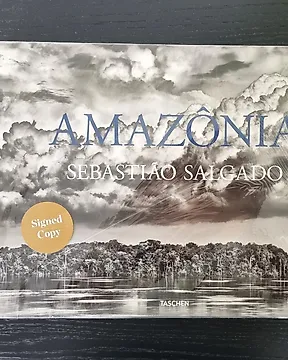 AMAZÔNIA
SEBASTIÃO SALGADO
Signed
Copy
TASCHEN